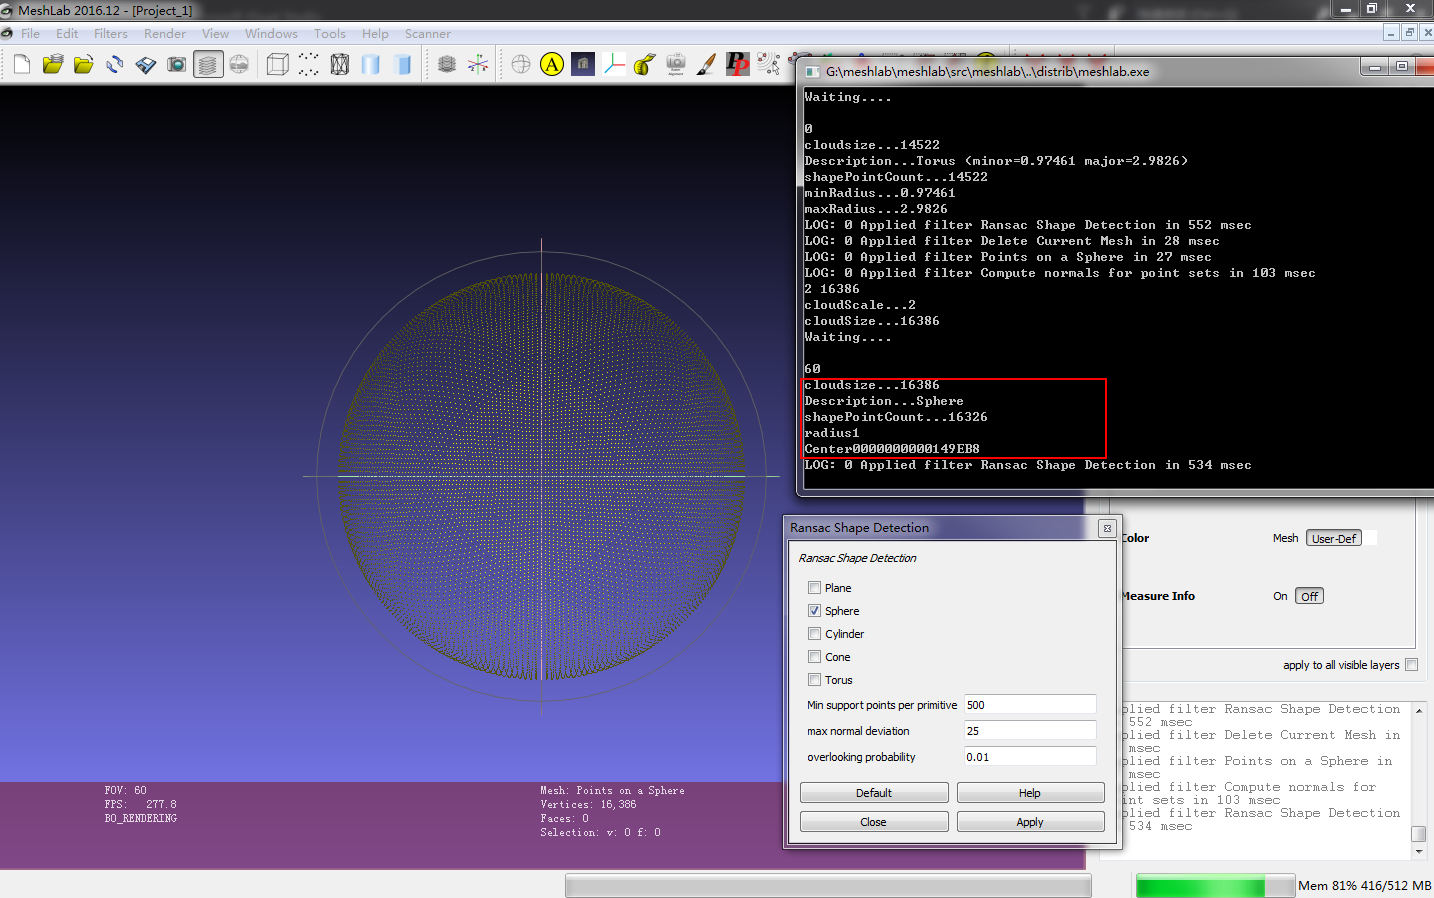 MeshLab 2016.12 - [Project_1]
File Edit Filters Render View Windows Tools Help Scanner
A
PP
G:\meshlab\meshlab\src\meshlab\..\distrib\meshlab.exe
Waiting....
0
cloudsize...14522
Description...Torus (minor=0.97461 major=2.9826)
shapePointCount...14522
minRadius...0.97461
maxRadius...2.9826
LOG: 0 Applied filter Ransac Shape Detection in 552 msec
LOG: 0 Applied filter Delete Current Mesh in 28 msec
LOG: 0 Applied filter Points on a Sphere in 27 msec
LOG: 0 Applied filter Compute normals for point sets in 103 msec
2 16386
cloudScale...2
cloudSize...16386
Waiting....
60
cloudsize...16386
Description...Sphere
shapePointCount...16326
radius1
Center0000000000149EB8
LOG: 0 Applied filter Ransac Shape Detection in 534 msec
Ransac Shape Detection
Ransac Shape Detection
Plane
Sphere
Cylinder
Cone
Torus
Min support points per primitive 500
max normal deviation 25
overlooking probability 0.01
Default Help
Close Apply
Color Mesh User-Def
Measure Info On Off
apply to all visible layers
plied filter Ransac Shape Detection
552 msec
plied filter Delete Current Mesh in
msec
plied filter Points on a Sphere in
msec
plied filter Compute normals for
int sets in 103 msec
plied filter Ransac Shape Detection
534 msec
FOV: 60
FPS: 277.8
BO_RENDERING
Mesh: Points on a Sphere
Vertices: 16,386
Faces: 0
Selection: v: 0 f: 0
Mem 81% 416/512 MB